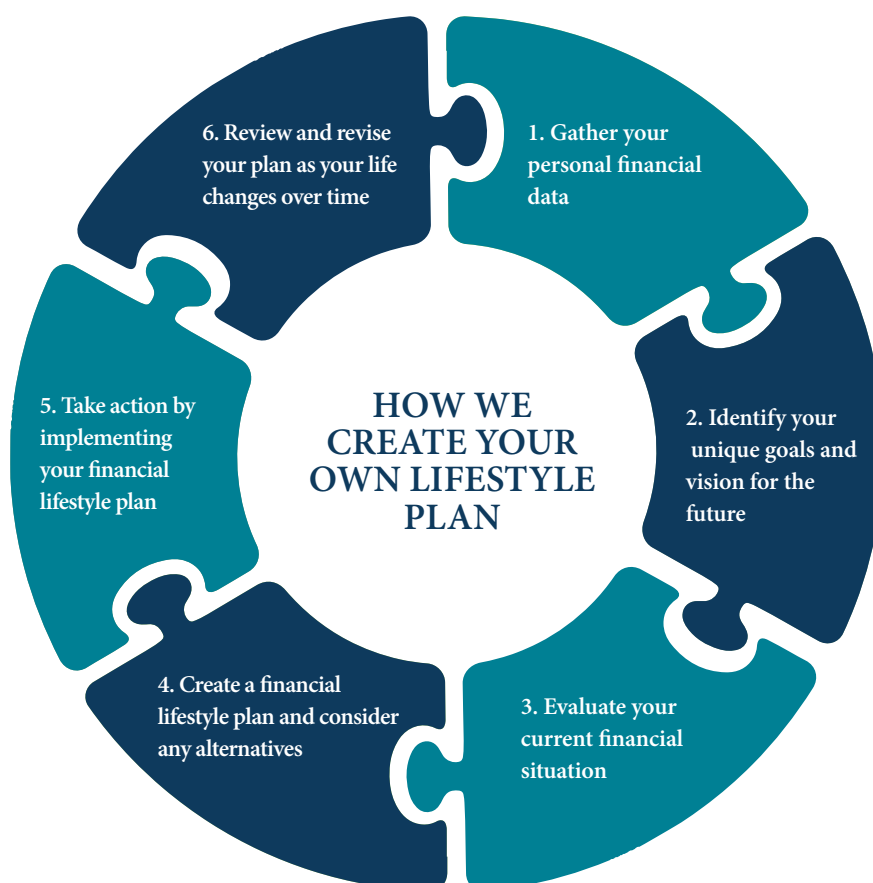 1. Gather your
personal financial
data
2. Identify your
unique goals and
vision for the
future
3. Evaluate your
current financial
situation
4. Create a financial
lifestyle plan and consider
any alternatives
5. Take action by
implementing
your financial
lifestyle plan
6. Review and revise
your plan as your life
changes over time
HOW WE
CREATE YOUR
OWN LIFESTYLE
PLAN